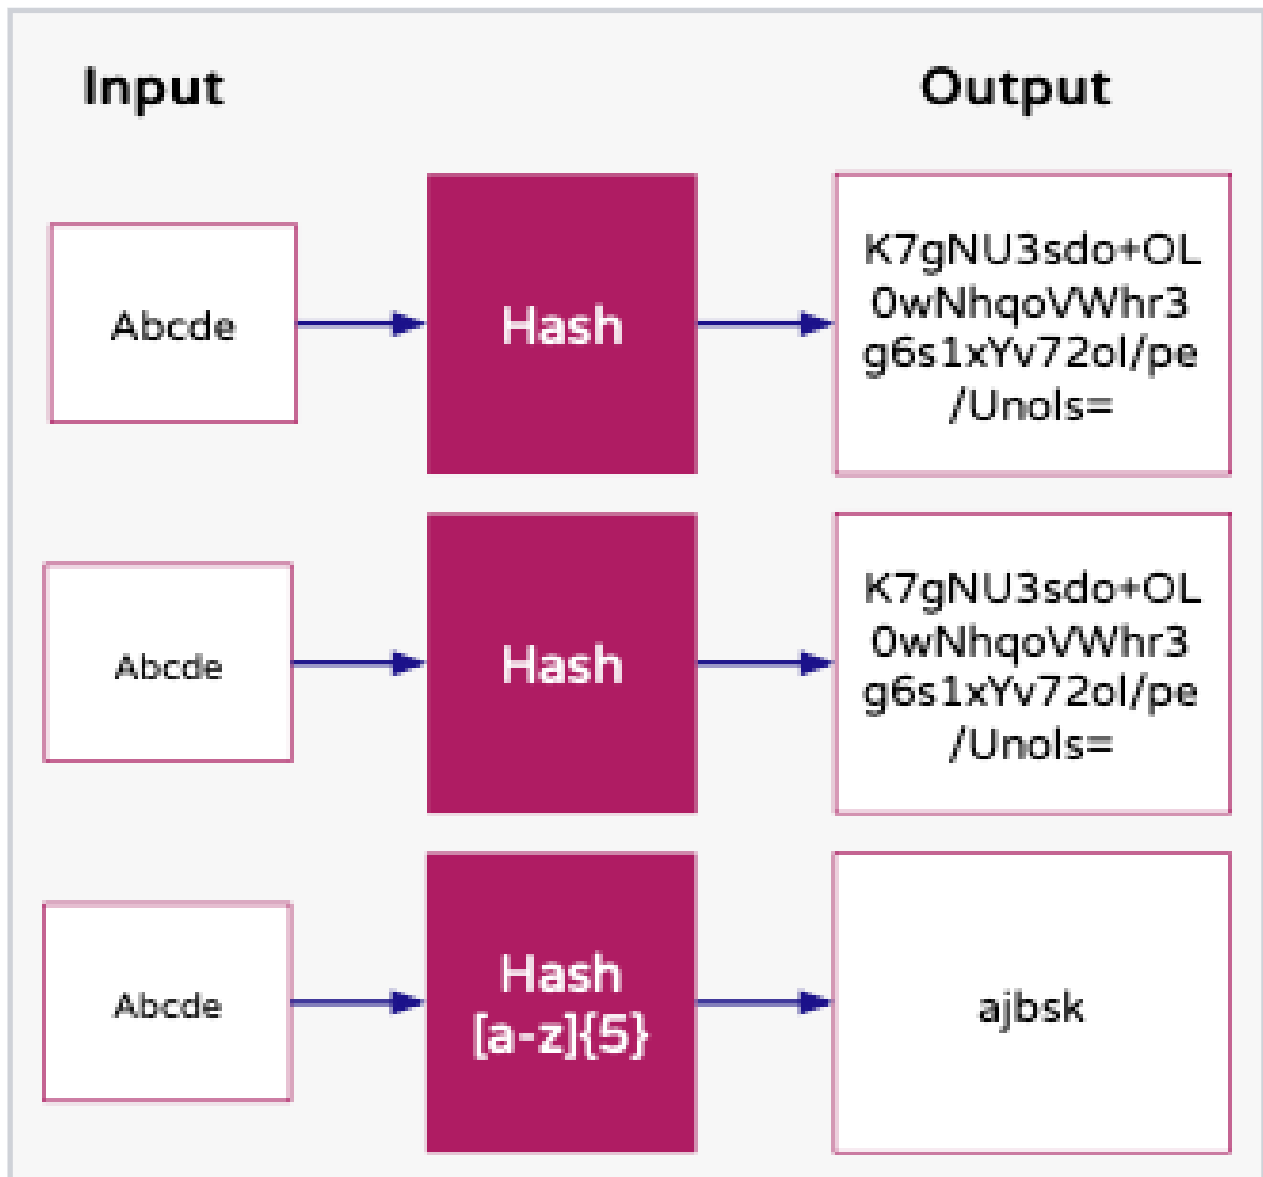 Input
Output
Abcde
Hash
K7gNU3sdo+OL
0wNhqoVWhr3
g6s1xYv72ol/pe
/Unols=
Abcde
Hash
K7gNU3sdo+OL
0wNhqoVWhr3
g6s1xYv72ol/pe
/Unols=
Abcde
Hash
[a-z]{5}
ajbsk